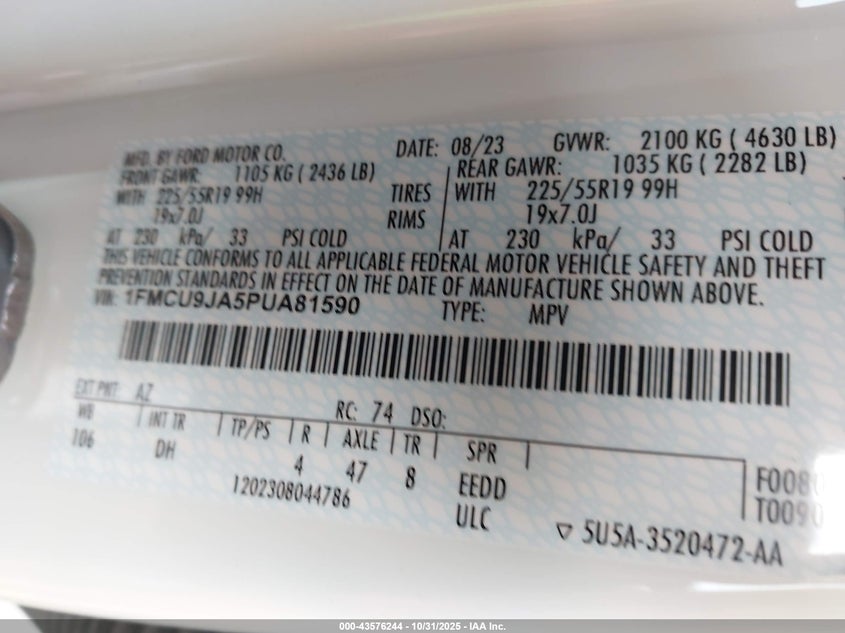 MFD. BY FORD MOTOR CO. DATE: 08/23 GVWR: 2100 KG ( 4630 LB)
FRONT GAWR: 1105 KG ( 2436 LB) REAR GAWR: 1035 KG ( 2282 LB)
WITH 225/55R19 99H TIRES WITH 225/55R19 99H
19x7.0J RIMS 19x7.0J
AT 230 kPa/ 33 PSI COLD AT 230 kPa/ 33 PSI COLD
THIS VEHICLE CONFORMS TO ALL APPLICABLE FEDERAL MOTOR VEHICLE SAFETY AND THEFT
PREVENTION STANDARDS IN EFFECT ON THE DATE OF MANUFACTURE SHOWN ABOVE.
VIN: 1FMCU9JA5PUA81590 TYPE: MPV
EXT PNT: AZ RC: 74 DSO:
WB INT TR TP/PS R AXLE TR SPR
106 DH 4 47 8 EEDD
1202308044786 ULC
F0080
T0090
▽ 5U5A-3520472-AA
000-43576244 | 10/31/2025 - IAA Inc.